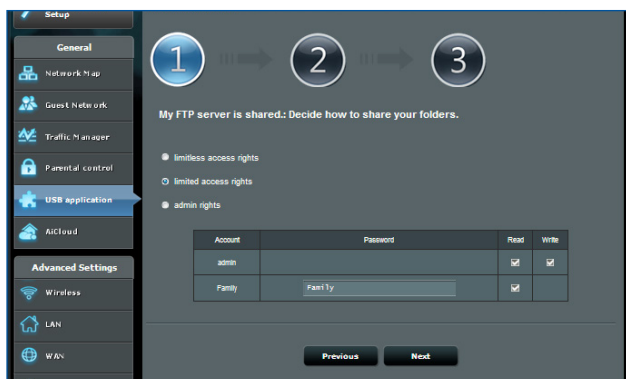 Setup
General
Network Map
Guest Network
Traffic Manager
Parental control
USB application
AiCloud
Advanced Settings
Wireless
LAN
WAN
1
2
3
My FTP server is shared.: Decide how to share your folders.
limitless access rights
limited access rights
admin rights
Account Password Read Write
admin
Family Family
Previous Next